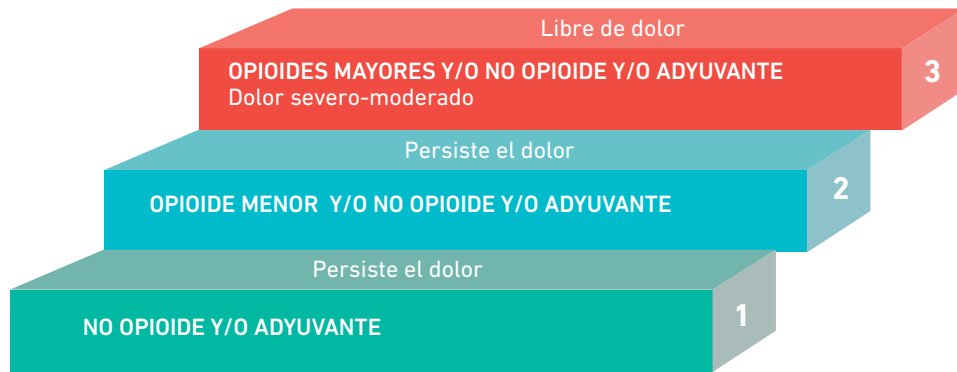 Libre de dolor
OPIOIDES MAYORES Y/O NO OPIOIDE Y/O ADYUVANTE
Dolor severo-moderado
3
Persiste el dolor
OPIOIDE MENOR Y/O NO OPIOIDE Y/O ADYUVANTE
2
Persiste el dolor
NO OPIOIDE Y/O ADYUVANTE
1